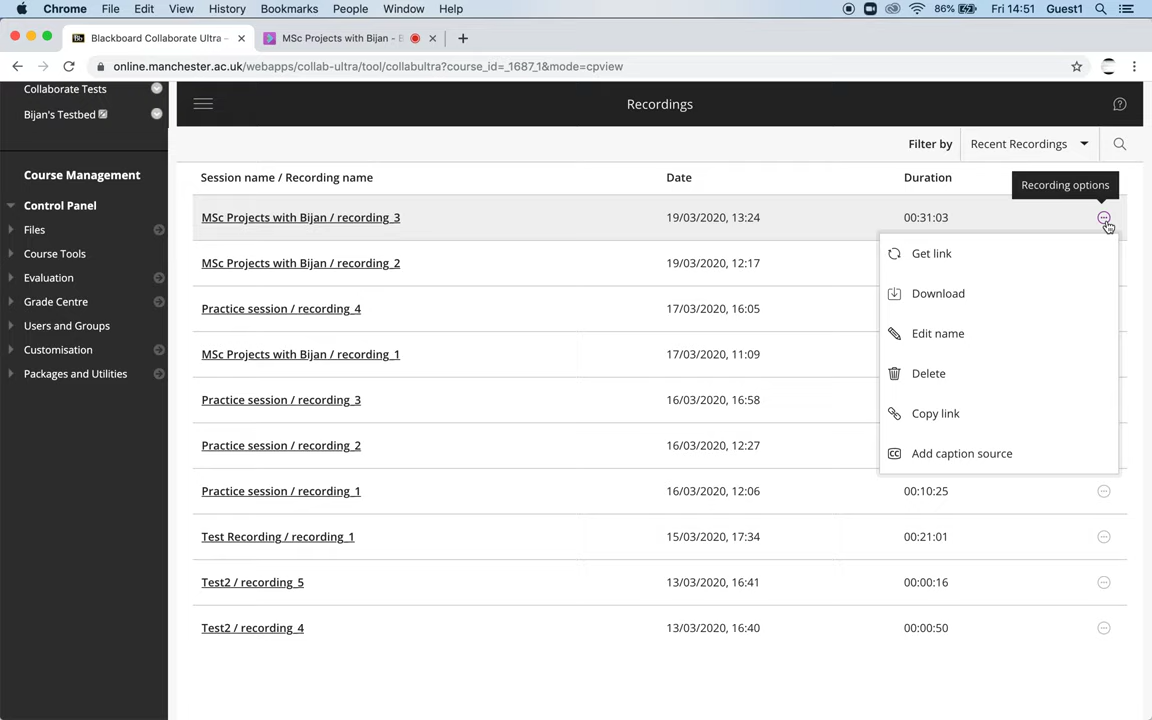 Chrome File Edit View History Bookmarks People Window Help 86% Fri 14:51 Guest1
Blackboard Collaborate Ultra – MSc Projects with Bijan - B
online.manchester.ac.uk/webapps/collab-ultra/tool/collabultra?course_id=_1687_1&mode=cpview
Collaborate Tests
Bijan's Testbed
Course Management
Control Panel
Files
Course Tools
Evaluation
Grade Centre
Users and Groups
Customisation
Packages and Utilities
Recordings
Filter by Recent Recordings
Session name / Recording name Date Duration
Recording options
MSc Projects with Bijan / recording_3 19/03/2020, 13:24 00:31:03
MSc Projects with Bijan / recording_2 19/03/2020, 12:17
Practice session / recording_4 17/03/2020, 16:05
MSc Projects with Bijan / recording_1 17/03/2020, 11:09
Practice session / recording_3 16/03/2020, 16:58
Practice session / recording_2 16/03/2020, 12:27
Practice session / recording_1 16/03/2020, 12:06 00:10:25
Test Recording / recording_1 15/03/2020, 17:34 00:21:01
Test2 / recording_5 13/03/2020, 16:41 00:00:16
Test2 / recording_4 13/03/2020, 16:40 00:00:50
Get link
Download
Edit name
Delete
Copy link
CC Add caption source